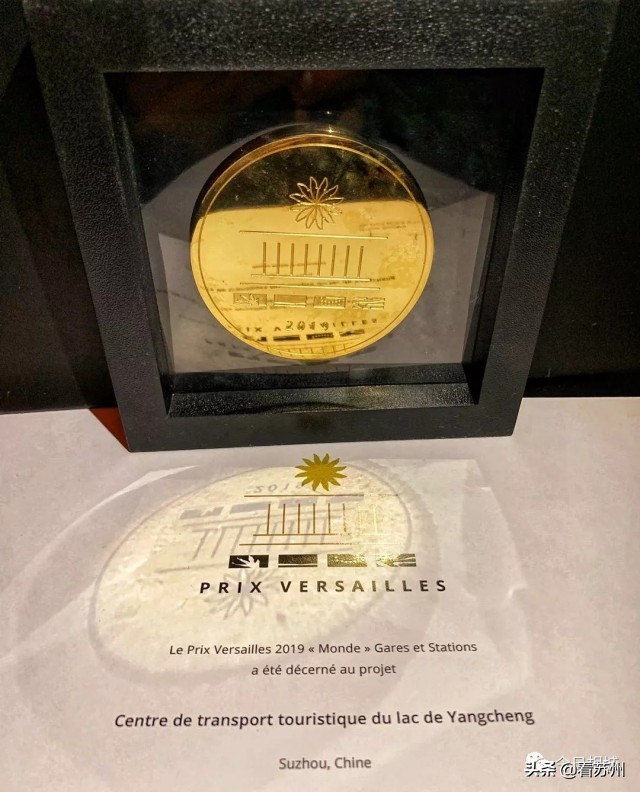 2019
PRIX VERSAILLES
Le Prix Versailles 2019 « Monde » Gares et Stations
a été décerné au projet
Centre de transport touristique du lac de Yangcheng
Suzhou, Chine
头条 @看苏州